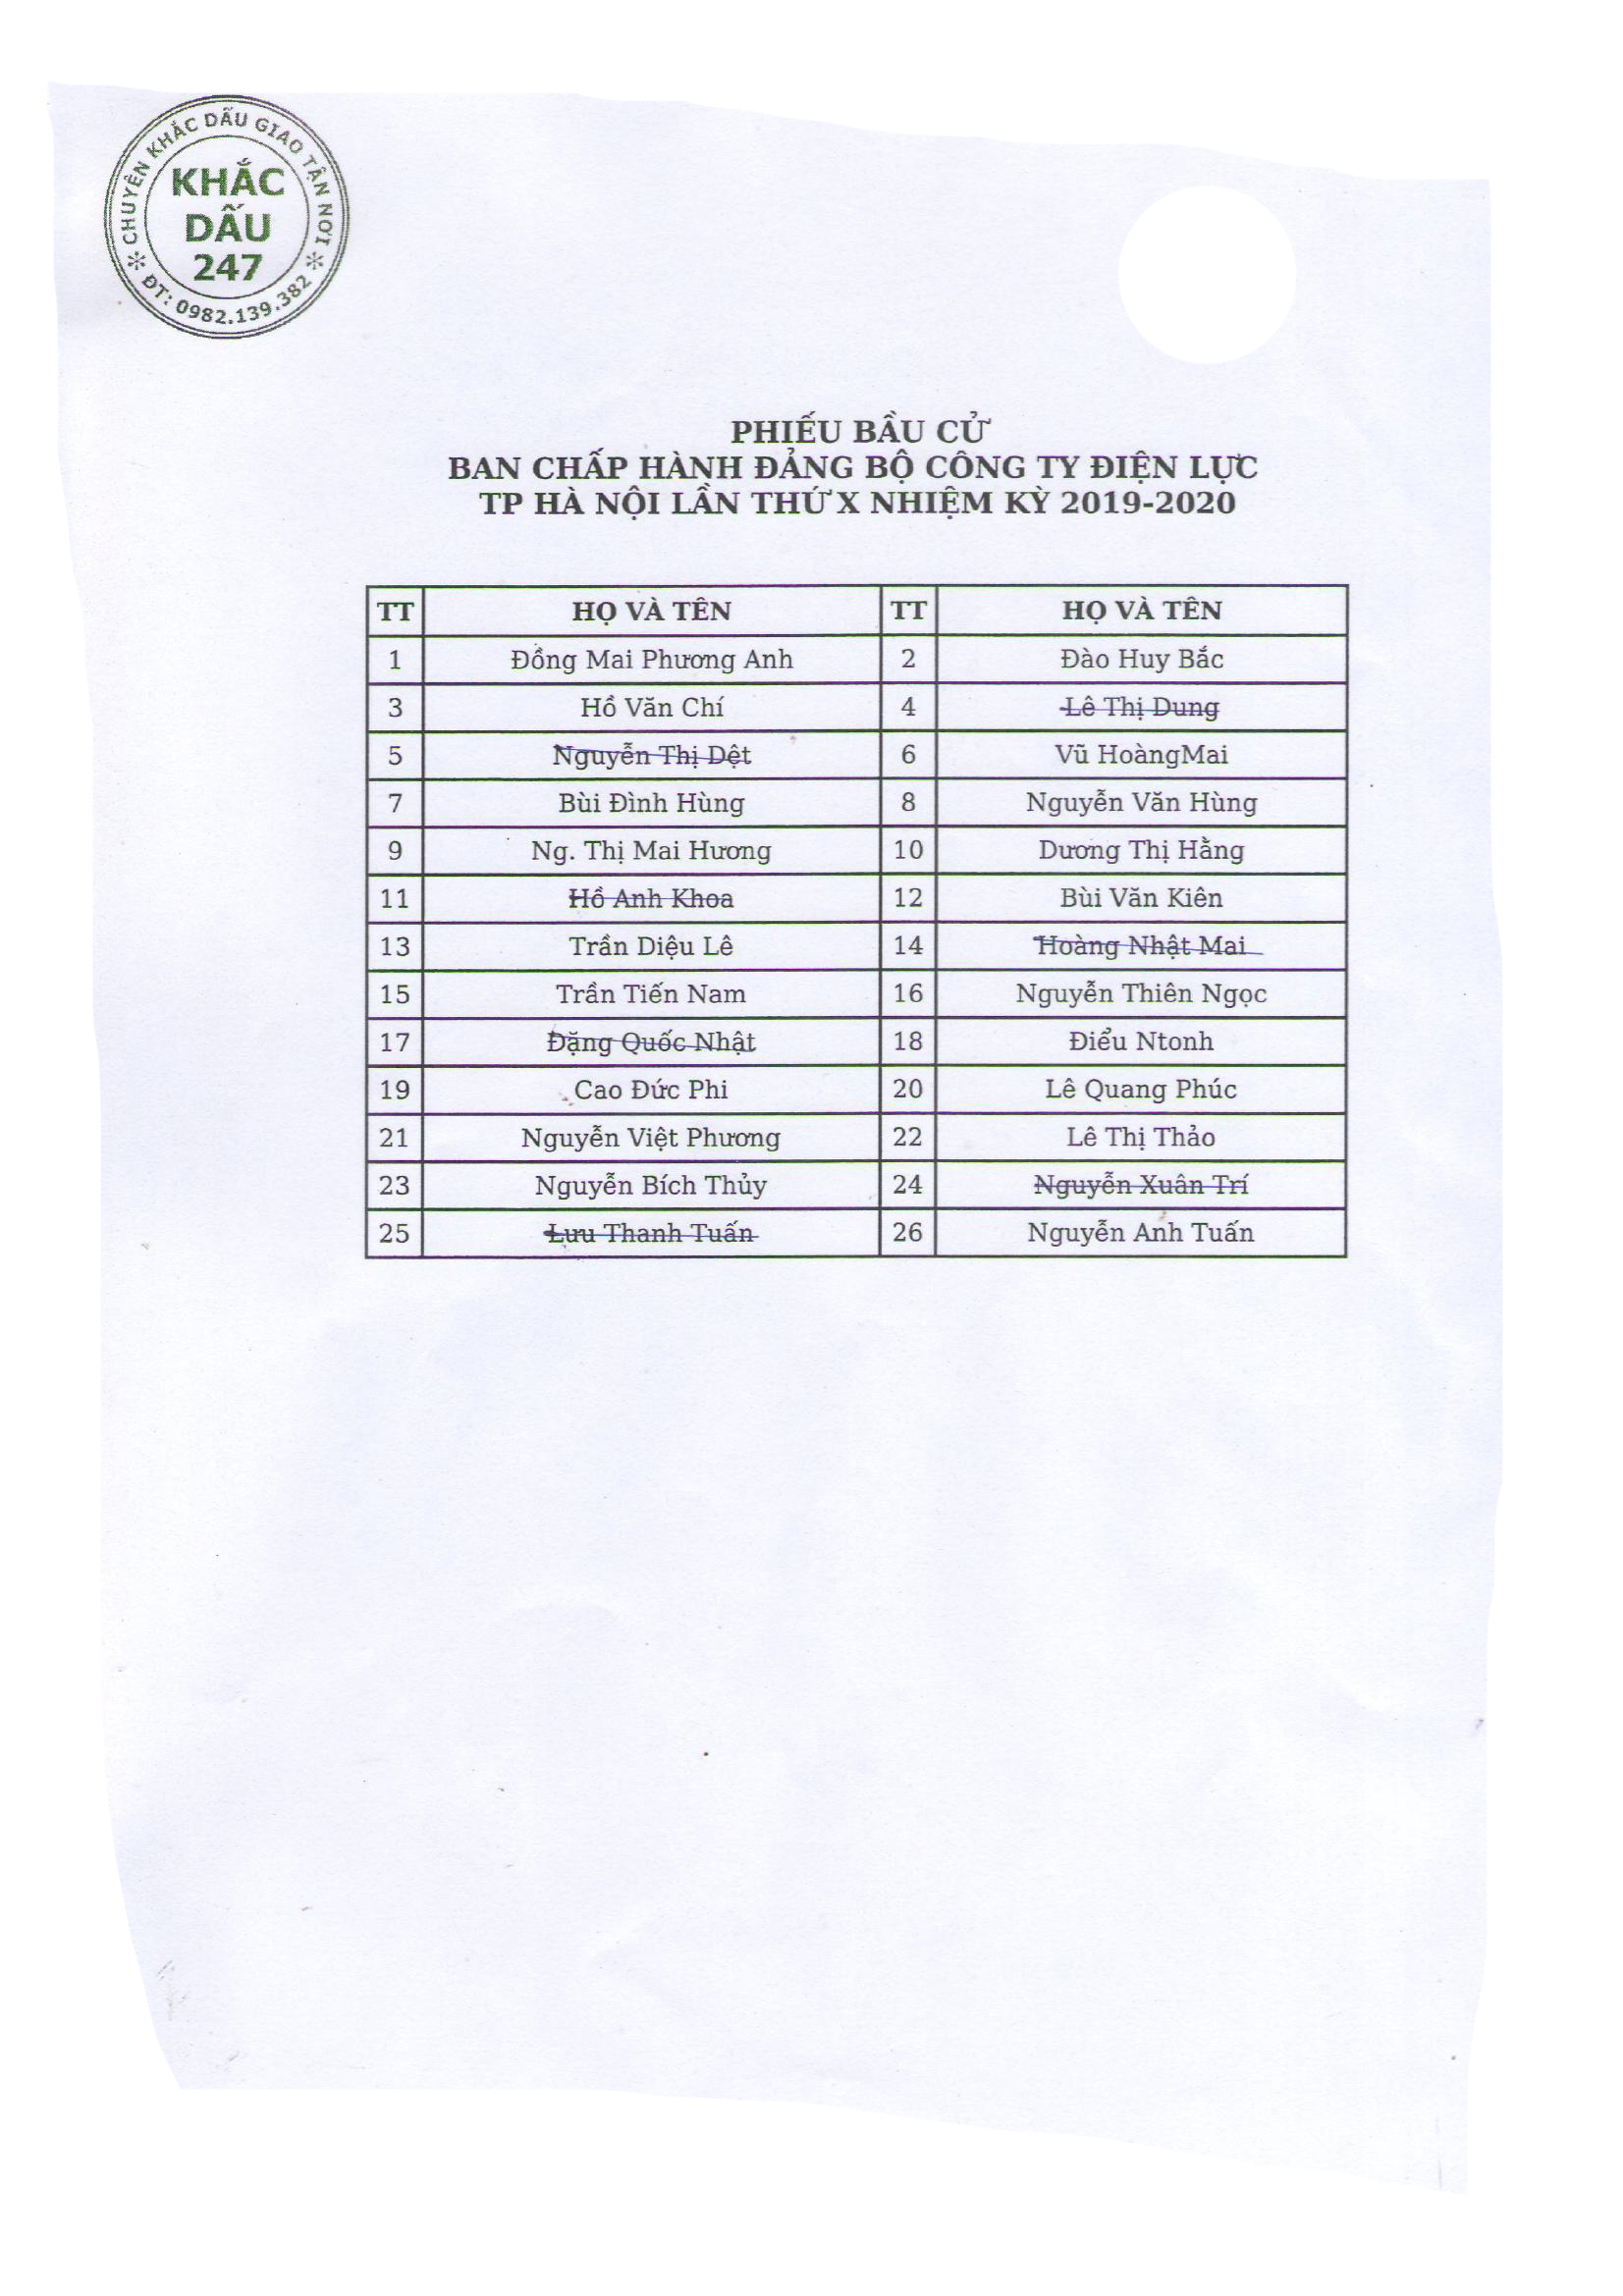 CHUYÊN KHẮC DẤU GIAO TẬN NƠI
KHẮC
DẤU
247
ĐT: 0982.139.382
PHIẾU BẦU CỬ
BAN CHẤP HÀNH ĐẢNG BỘ CÔNG TY ĐIỆN LỰC
TP HÀ NỘI LẦN THỨ X NHIỆM KỲ 2019-2020
TT HỌ VÀ TÊN TT HỌ VÀ TÊN
1 Đồng Mai Phương Anh 2 Đào Huy Bắc
3 Hồ Văn Chí 4 Lê Thị Dung
5 Nguyễn Thị Dệt 6 Vũ HoàngMai
7 Bùi Đình Hùng 8 Nguyễn Văn Hùng
9 Ng. Thị Mai Hương 10 Dương Thị Hằng
11 Hồ Anh Khoa 12 Bùi Văn Kiên
13 Trần Diệu Lê 14 Hoàng Nhật Mai
15 Trần Tiến Nam 16 Nguyễn Thiên Ngọc
17 Đặng Quốc Nhật 18 Điểu Ntonh
19 Cao Đức Phi 20 Lê Quang Phúc
21 Nguyễn Việt Phương 22 Lê Thị Thảo
23 Nguyễn Bích Thủy 24 Nguyễn Xuân Trí
25 Lưu Thanh Tuấn 26 Nguyễn Anh Tuấn